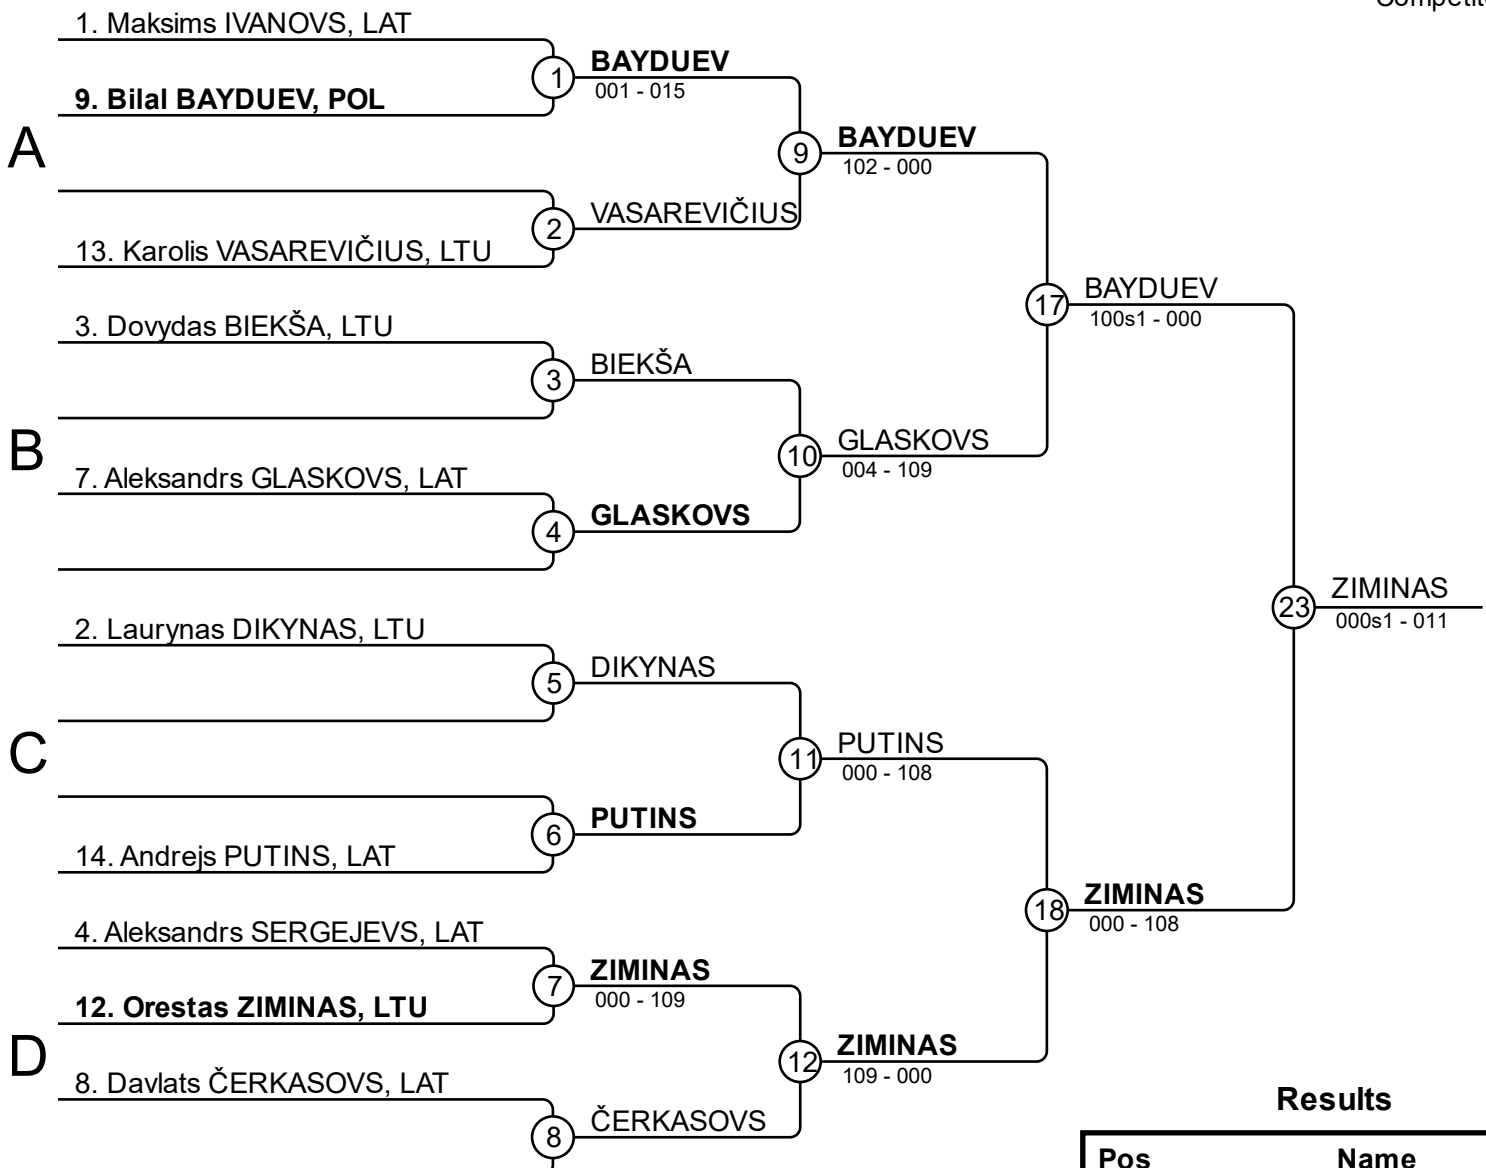 1. Maksims IVANOVS, LAT
9. Bilal BAYDUEV, POL
1
BAYDUEV
001 - 015
A
9
BAYDUEV
102 - 000
2
VASAREVIČIUS
13. Karolis VASAREVIČIUS, LTU
17
BAYDUEV
100s1 - 000
3. Dovydas BIEKŠA, LTU
3
BIEKŠA
B
10
GLASKOVS
004 - 109
7. Aleksandrs GLASKOVS, LAT
4
GLASKOVS
23
ZIMINAS
000s1 - 011
2. Laurynas DIKYNAS, LTU
5
DIKYNAS
C
11
PUTINS
000 - 108
6
PUTINS
14. Andrejs PUTINS, LAT
18
ZIMINAS
000 - 108
4. Aleksandrs SERGEJEVS, LAT
7
ZIMINAS
000 - 109
12. Orestas ZIMINAS, LTU
D
12
ZIMINAS
109 - 000
8. Davlats ČERKASOVS, LAT
8
ČERKASOVS
Results
Pos Name